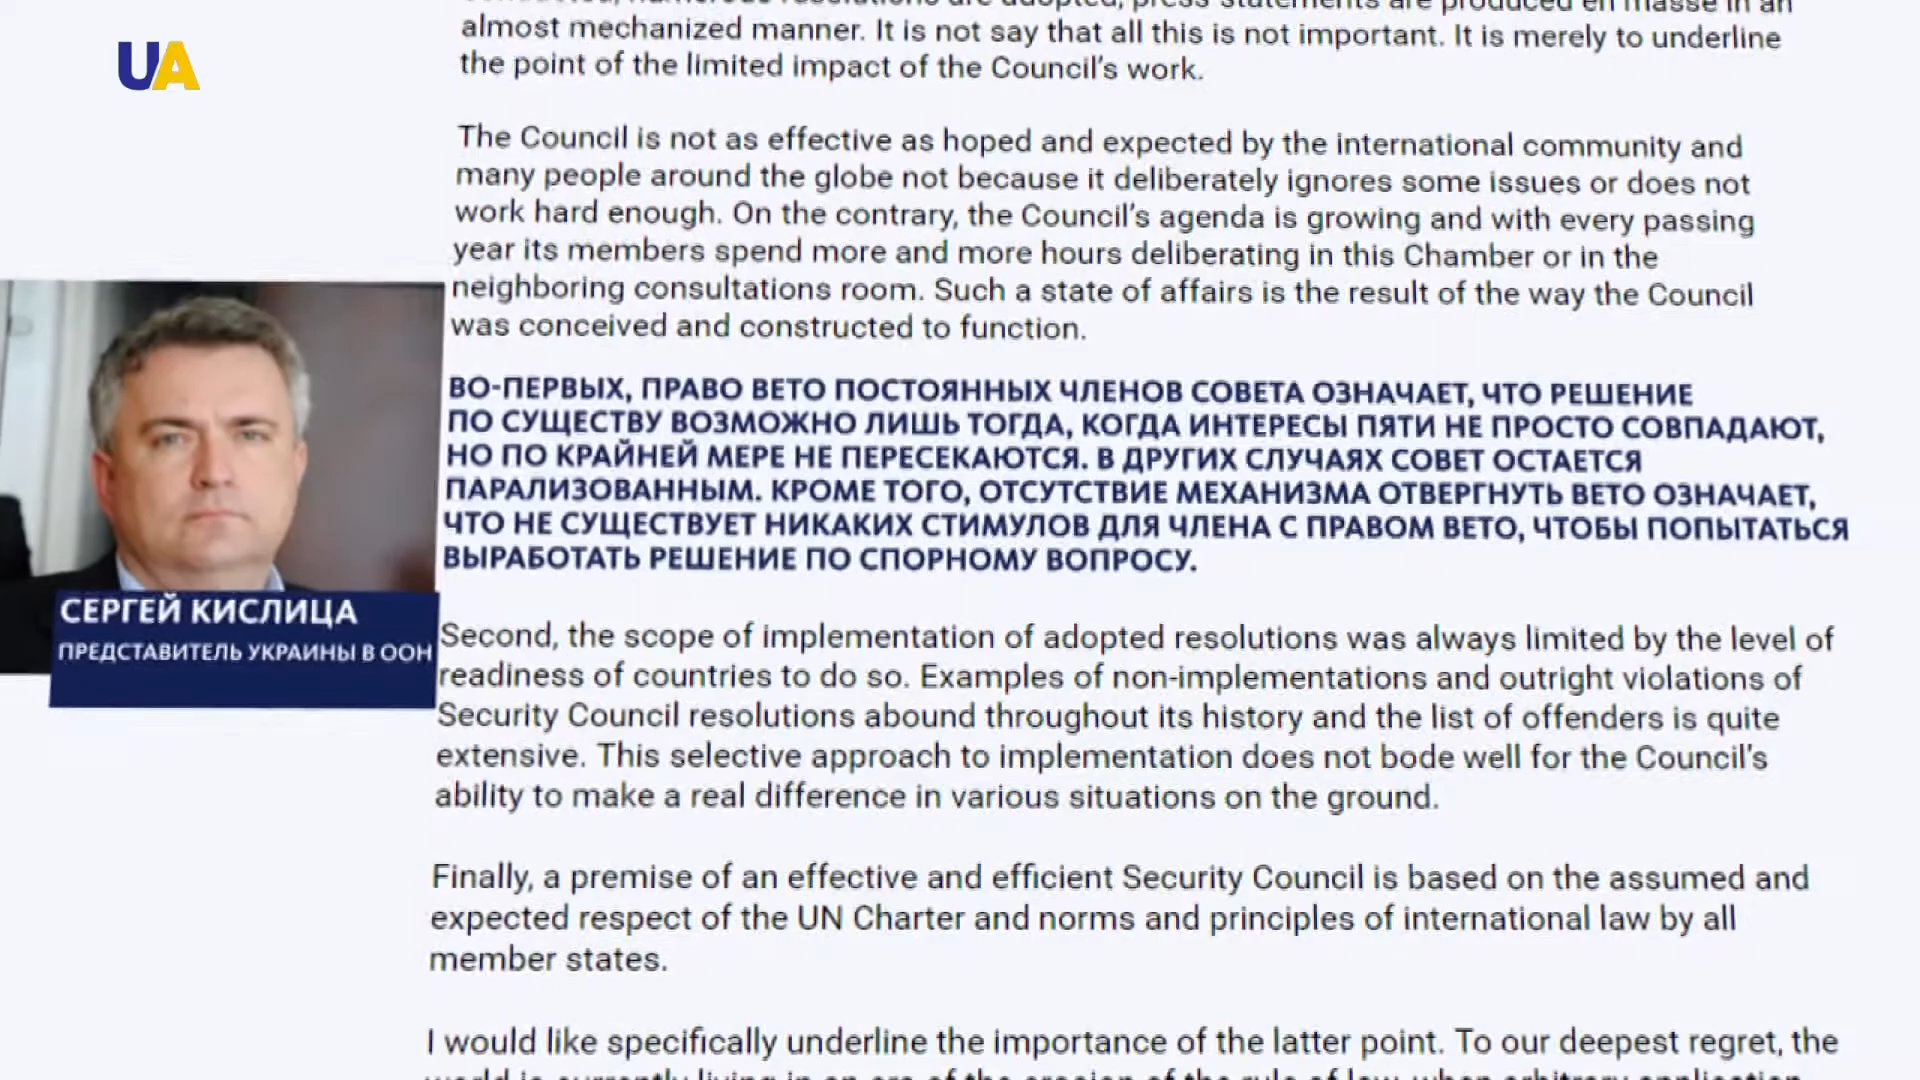 UA
almost mechanized manner. It is not say that all this is not important. It is merely to underline
the point of the limited impact of the Council's work.
The Council is not as effective as hoped and expected by the international community and
many people around the globe not because it deliberately ignores some issues or does not
work hard enough. On the contrary, the Council's agenda is growing and with every passing
year its members spend more and more hours deliberating in this Chamber or in the
neighboring consultations room. Such a state of affairs is the result of the way the Council
was conceived and constructed to function.
ВО-ПЕРВЫХ, ПРАВО ВЕТО ПОСТОЯННЫХ ЧЛЕНОВ СОВЕТА ОЗНАЧАЕТ, ЧТО РЕШЕНИЕ
ПО СУЩЕСТВУ ВОЗМОЖНО ЛИШЬ ТОГДА, КОГДА ИНТЕРЕСЫ ПЯТИ НЕ ПРОСТО СОВПАДАЮТ,
НО ПО КРАЙНЕЙ МЕРЕ НЕ ПЕРЕСЕКАЮТСЯ. В ДРУГИХ СЛУЧАЯХ СОВЕТ ОСТАЕТСЯ
ПАРАЛИЗОВАННЫМ. КРОМЕ ТОГО, ОТСУТСТВИЕ МЕХАНИЗМА ОТВЕРГНУТЬ ВЕТО ОЗНАЧАЕТ,
ЧТО НЕ СУЩЕСТВУЕТ НИКАКИХ СТИМУЛОВ ДЛЯ ЧЛЕНА С ПРАВОМ ВЕТО, ЧТОБЫ ПОПЫТАТЬСЯ
ВЫРАБОТАТЬ РЕШЕНИЕ ПО СПОРНОМУ ВОПРОСУ.
СЕРГЕЙ КИСЛИЦА
ПРЕДСТАВИТЕЛЬ УКРАИНЫ В ООН
Second, the scope of implementation of adopted resolutions was always limited by the level of
readiness of countries to do so. Examples of non-implementations and outright violations of
Security Council resolutions abound throughout its history and the list of offenders is quite
extensive. This selective approach to implementation does not bode well for the Council's
ability to make a real difference in various situations on the ground.
Finally, a premise of an effective and efficient Security Council is based on the assumed and
expected respect of the UN Charter and norms and principles of international law by all
member states.
I would like specifically underline the importance of the latter point. To our deepest regret, the